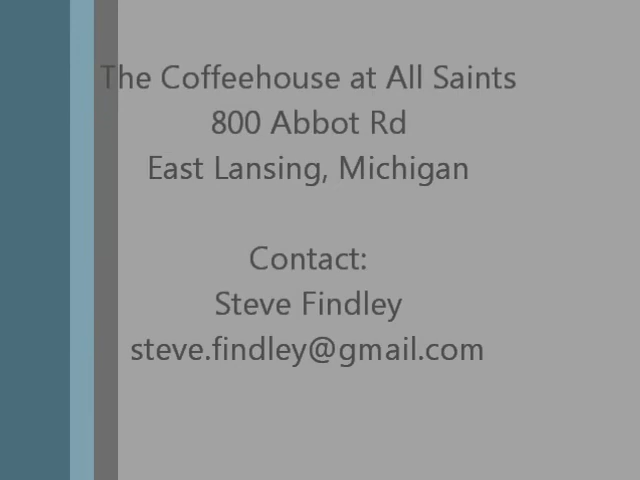 The Coffeehouse at All Saints
800 Abbot Rd
East Lansing, Michigan
Contact:
Steve Findley
steve.findley@gmail.com